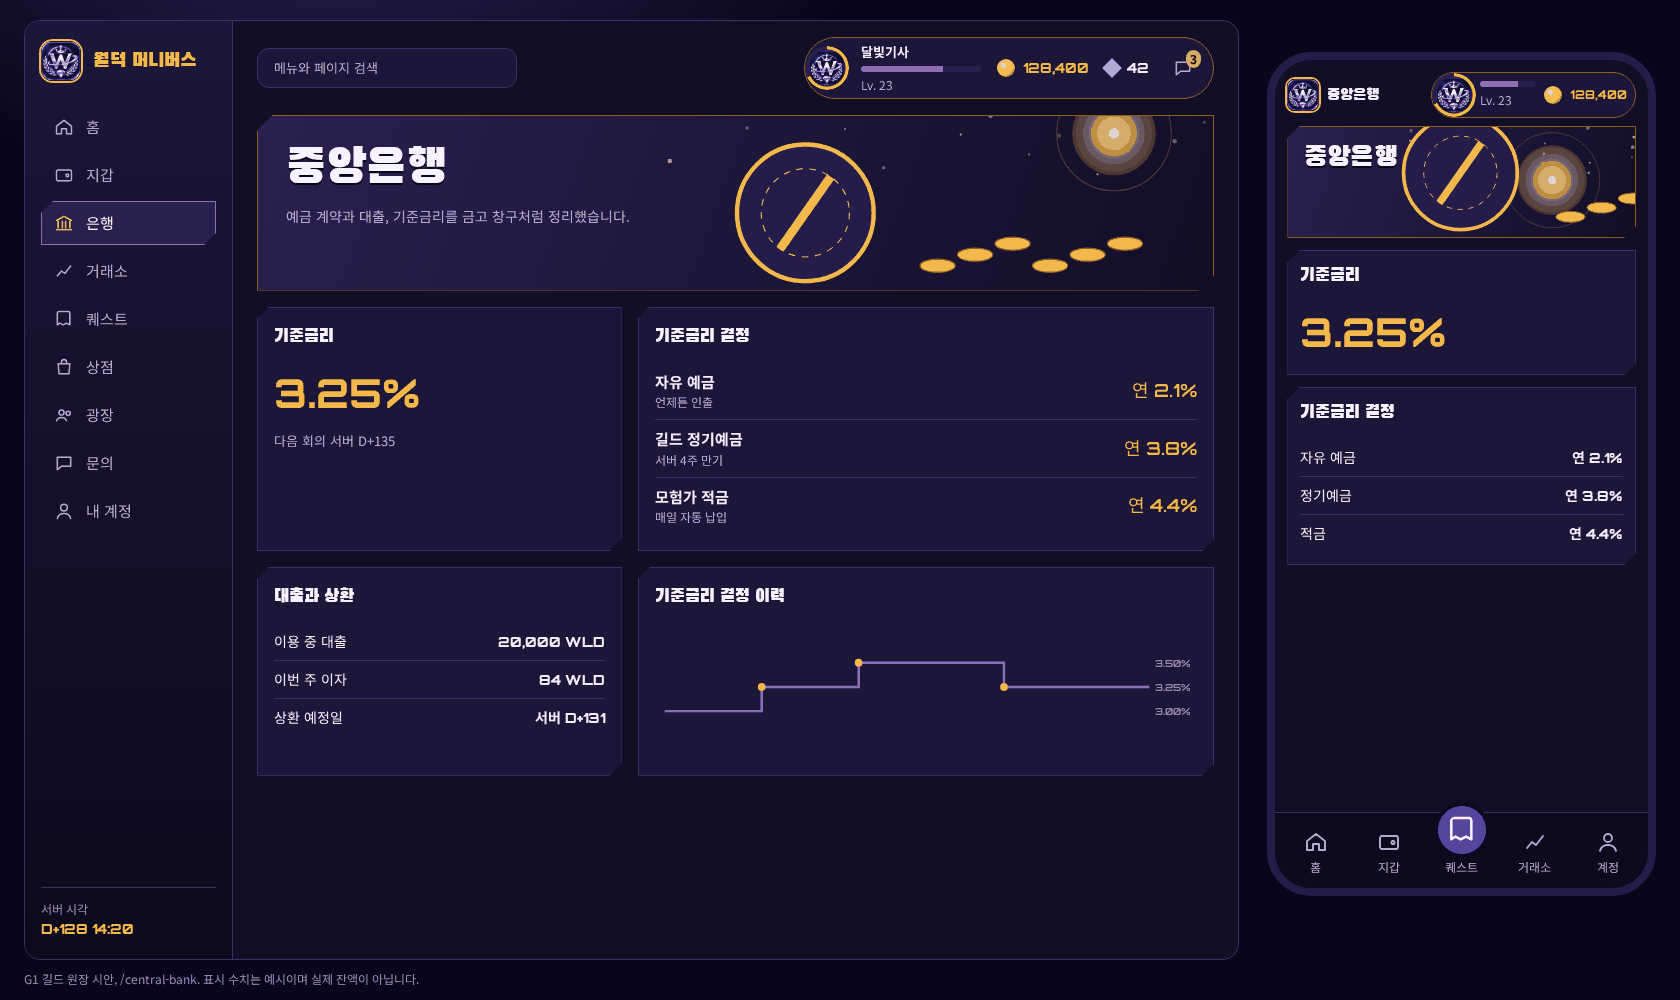 월덕 머니버스
홈
지갑
은행
거래소
퀘스트
상점
광장
문의
내 계정
서버 시각
D+128 14:20
메뉴와 페이지 검색
달빛기사
Lv. 23
128,400
42
3
중앙은행
예금 계약과 대출, 기준금리를 금고 창구처럼 정리했습니다.
기준금리
3.25%
다음 회의 서버 D+135
기준금리 결정
자유 예금
언제든 인출
연 2.1%
길드 정기예금
서버 4주 만기
연 3.8%
모험가 적금
매일 자동 납입
연 4.4%
대출과 상환
이용 중 대출 20,000 WLD
이번 주 이자 84 WLD
상환 예정일 서버 D+131
기준금리 결정 이력
3.50%
3.25%
3.00%
W
중앙은행
Lv. 23
128,400
중앙은행
기준금리
3.25%
기준금리 결정
자유 예금 연 2.1%
정기예금 연 3.8%
적금 연 4.4%
홈
지갑
퀘스트
거래소
계정
G1 길드 원장 시안, /central-bank. 표시 수치는 예시이며 실제 잔액이 아닙니다.